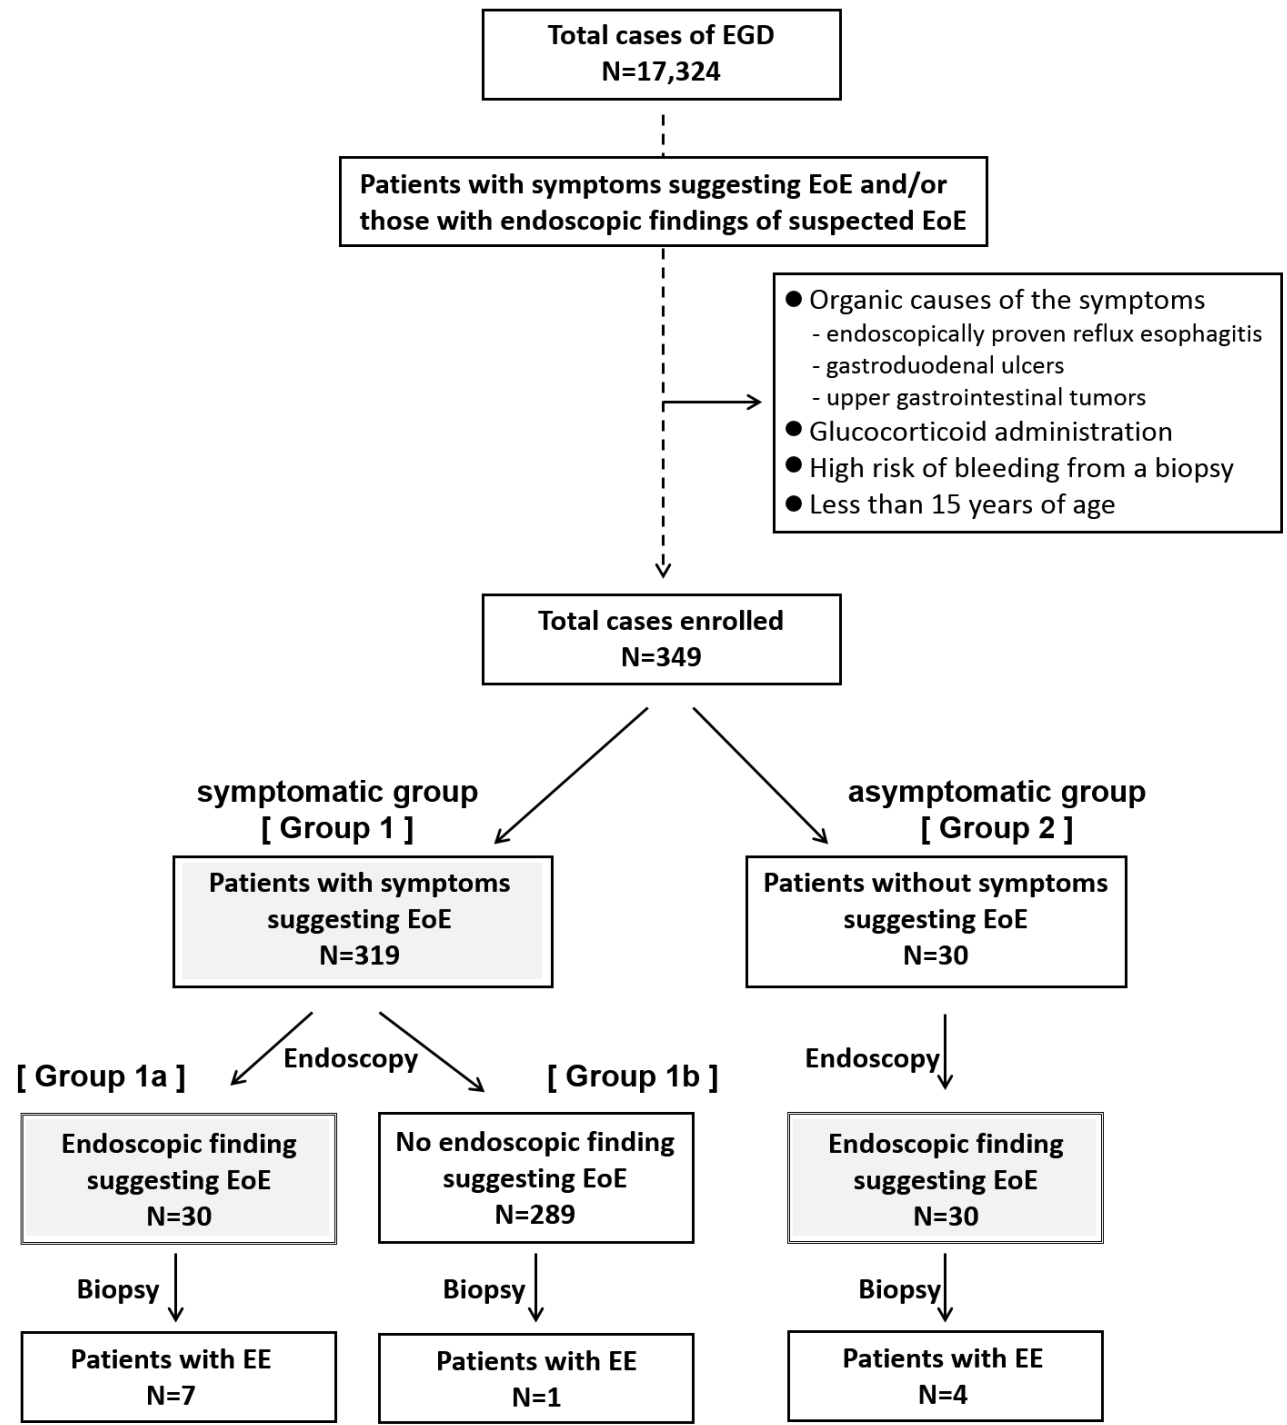 Total cases of EGD
N=17,324
Patients with symptoms suggesting EoE and/or
those with endoscopic findings of suspected EoE
● Organic causes of the symptoms
- endoscopically proven reflux esophagitis
- gastroduodenal ulcers
- upper gastrointestinal tumors
● Glucocorticoid administration
● High risk of bleeding from a biopsy
● Less than 15 years of age
Total cases enrolled
N=349
symptomatic group
[ Group 1 ]
Patients with symptoms
suggesting EoE
N=319
asymptomatic group
[ Group 2 ]
Patients without symptoms
suggesting EoE
N=30
Endoscopy
[ Group 1a ]
Endoscopic finding
suggesting EoE
N=30
Biopsy
Patients with EE
N=7
[ Group 1b ]
No endoscopic finding
suggesting EoE
N=289
Biopsy
Patients with EE
N=1
Endoscopy
Endoscopic finding
suggesting EoE
N=30
Biopsy
Patients with EE
N=4